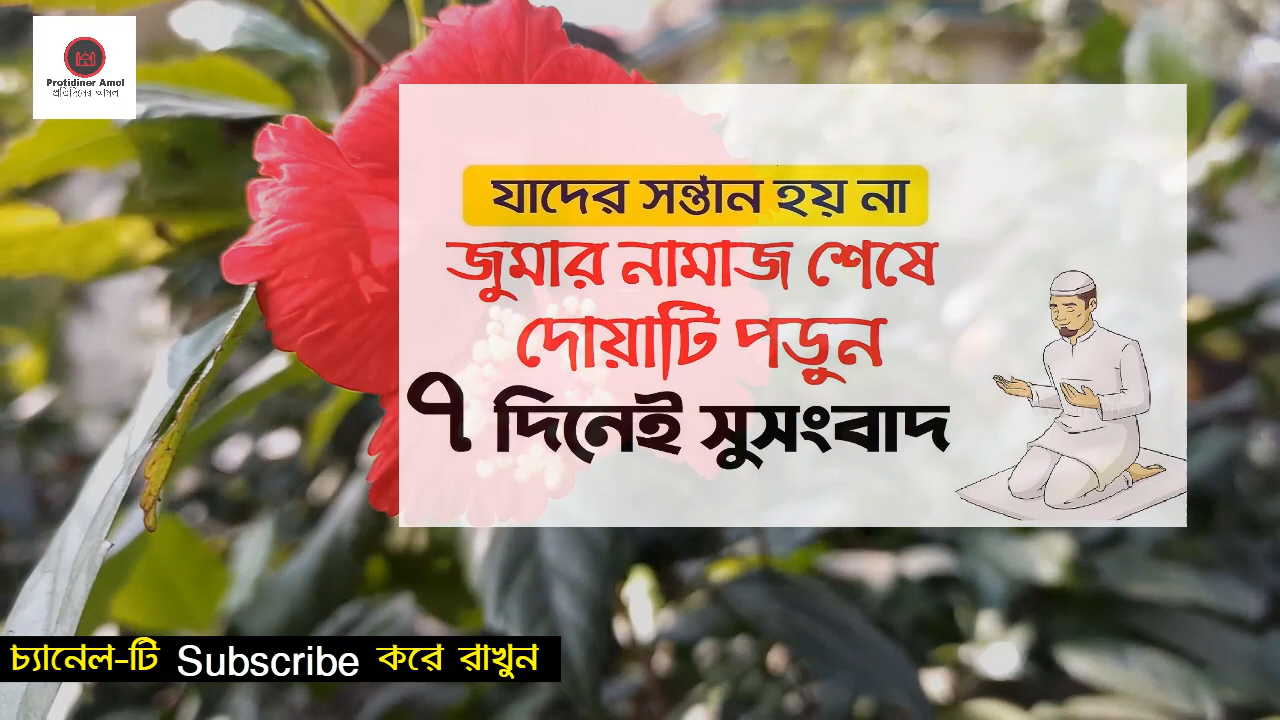 Protidiner Amol
প্রতিদিনের আমল
যাদের সন্তান হয় না
জুমার নামাজ শেষে
দোয়াটি পড়ুন
৭ দিনেই সুসংবাদ
চ্যানেল-টি Subscribe করে রাখুন